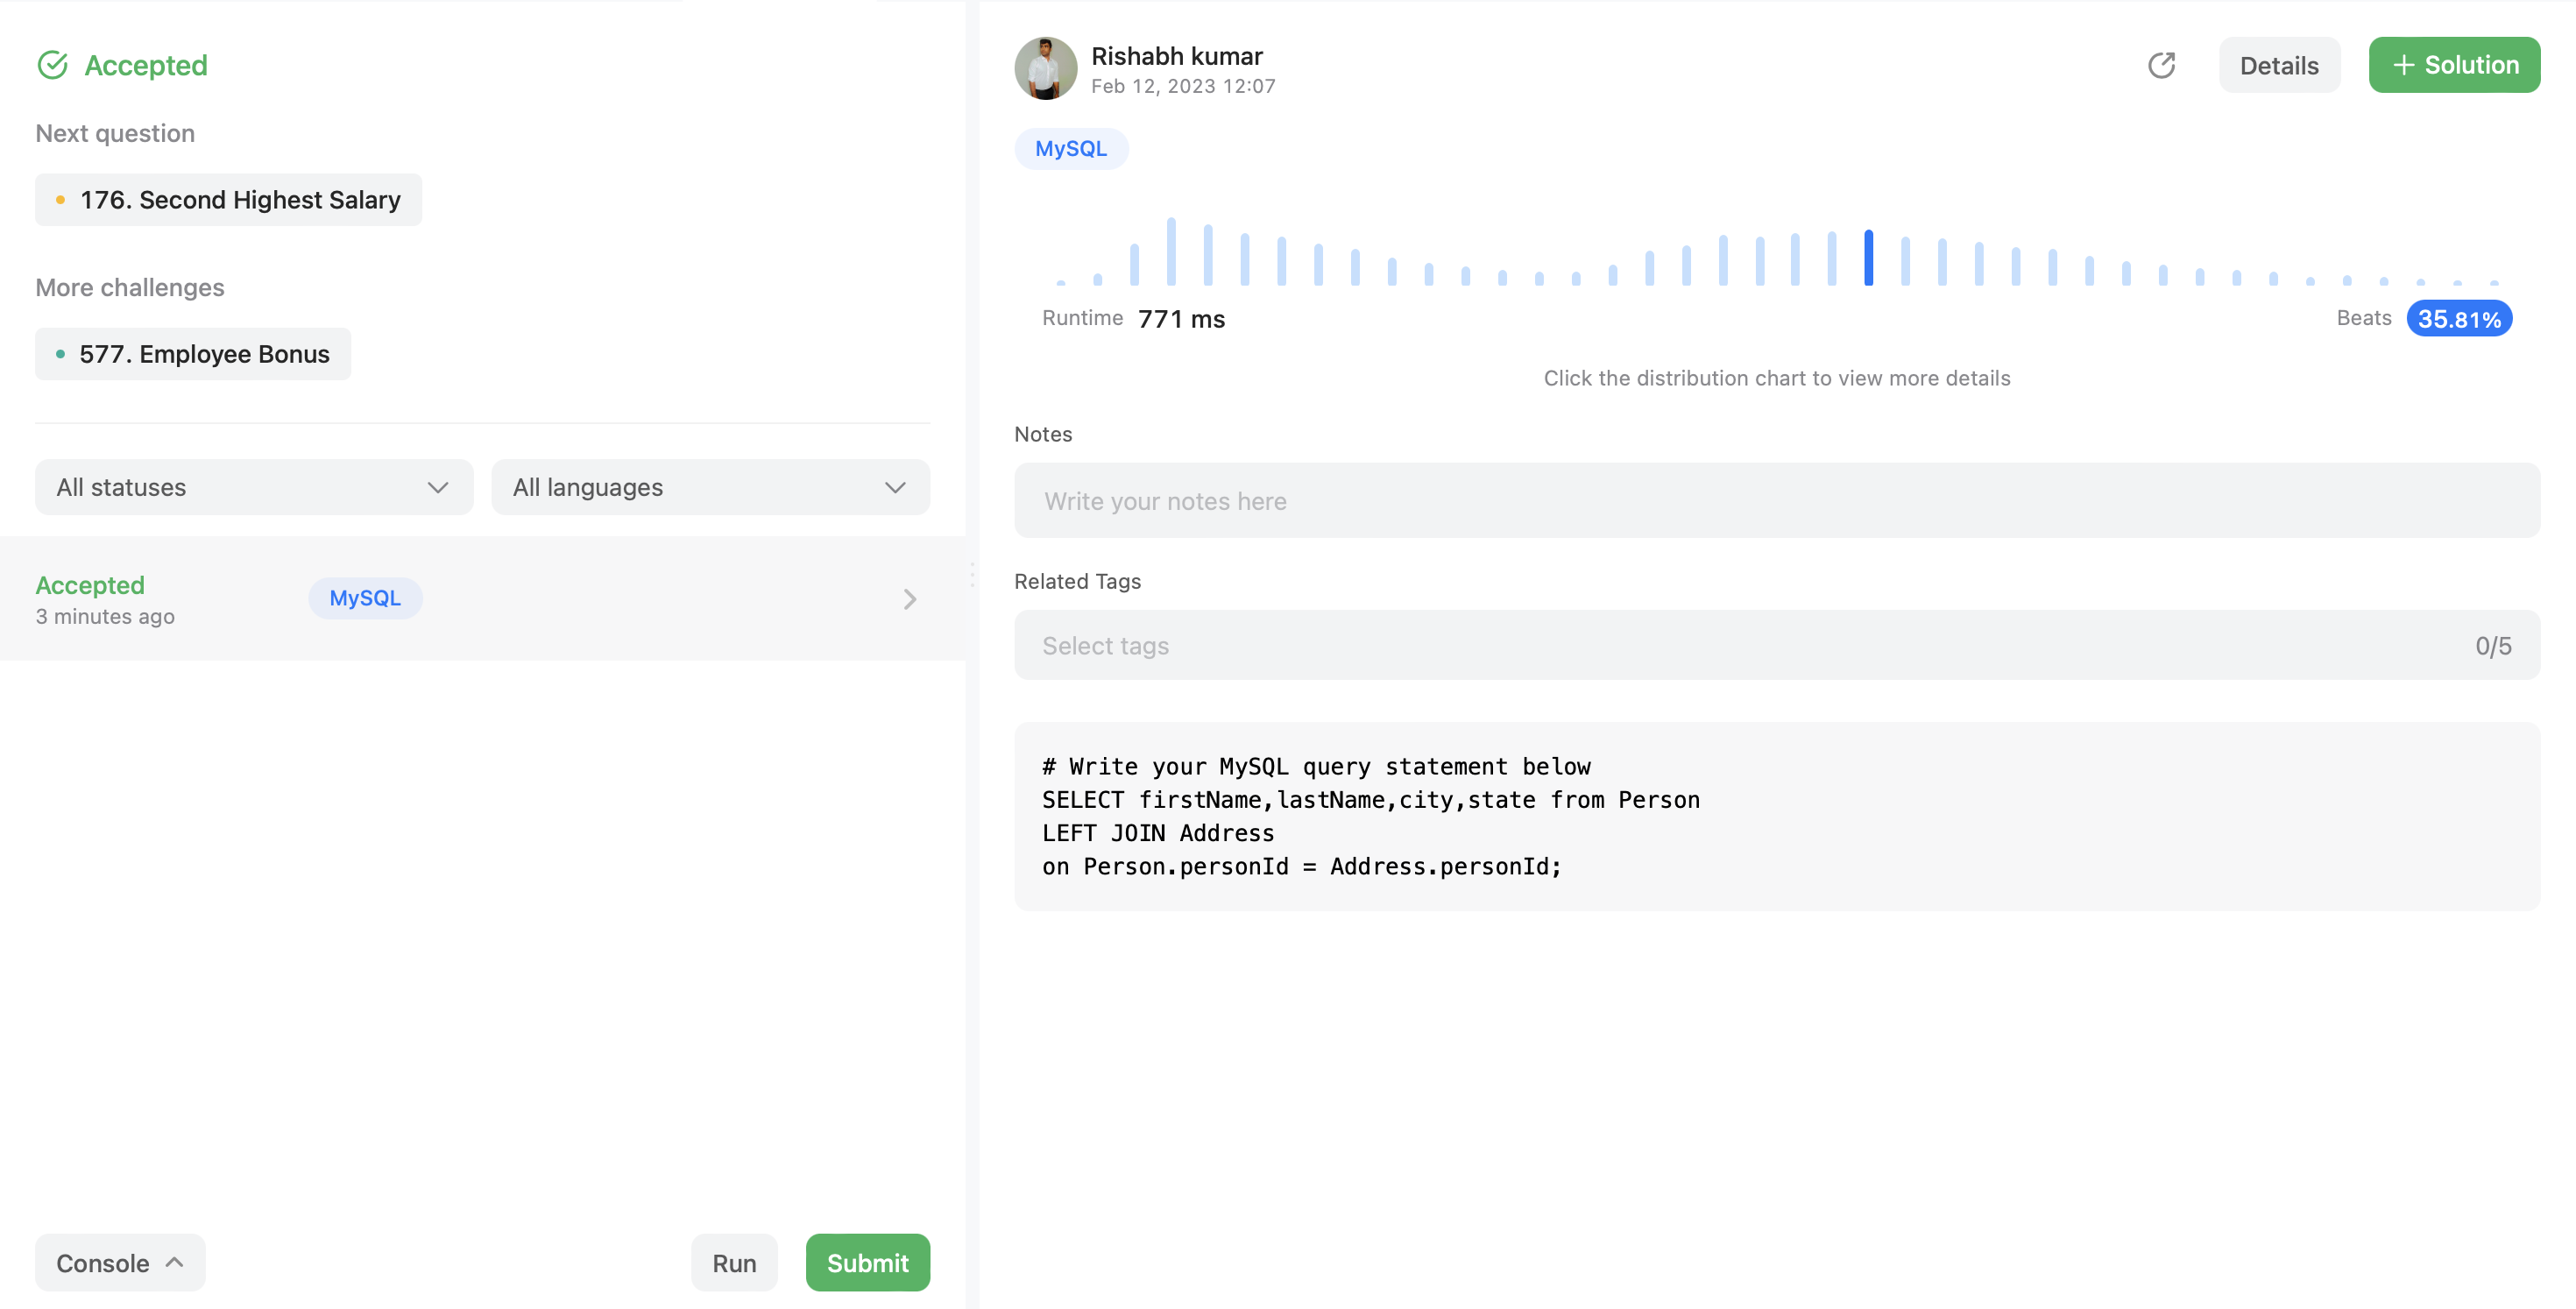 Accepted
Next question
176. Second Highest Salary
More challenges
577. Employee Bonus
All statuses
All languages
Accepted
3 minutes ago
MySQL
Console
Run
Submit
Rishabh kumar
Feb 12, 2023 12:07
Details
+ Solution
MySQL
Runtime 771 ms
Beats 35.81%
Click the distribution chart to view more details
Notes
Write your notes here
Related Tags
Select tags
0/5
# Write your MySQL query statement below
SELECT firstName,lastName,city,state from Person
LEFT JOIN Address
on Person.personId = Address.personId;